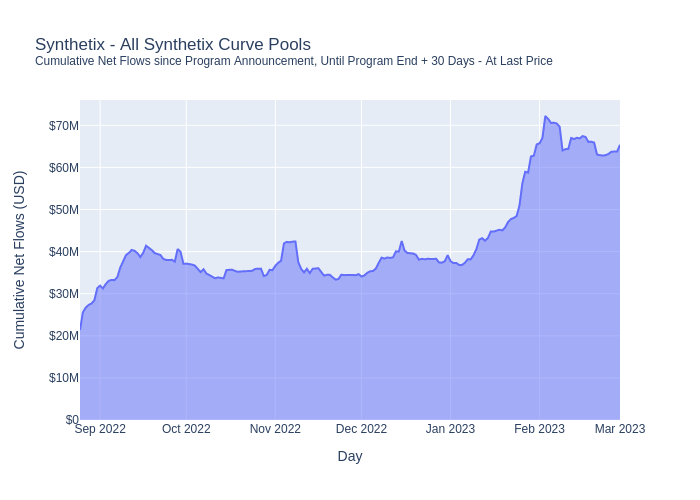 Synthetix - All Synthetix Curve Pools
Cumulative Net Flows since Program Announcement, Until Program End + 30 Days - At Last Price
Cumulative Net Flows (USD)
$70M
$60M
$50M
$40M
$30M
$20M
$10M
$0
Sep 2022
Oct 2022
Nov 2022
Dec 2022
Jan 2023
Feb 2023
Mar 2023
Day